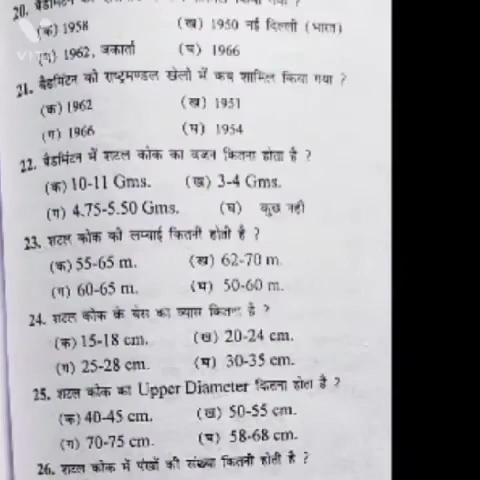 20. बैडमिंटन को
(क) 1958 (ख) 1950 नई दिल्ली (भारत)
(ग) 1962, जकार्ता (घ) 1966
21. बैडमिंटन को राष्ट्रमण्डल खेलो में कब शामिल किया गया ?
(क) 1962 (ख) 1951
(ग) 1966 (घ) 1954
22. बैडमिंटन में शटल कोक का वजन कितना होता है ?
(क) 10-11 Gms. (ख) 3-4 Gms.
(ग) 4.75-5.50 Gms. (घ) कुछ नही
23. शटल कोक की लम्बाई कितनी होती है ?
(क) 55-65 m. (ख) 62-70 m.
(ग) 60-65 m. (घ) 50-60 m.
24. शटल कोक के बेस का व्यास कितना है ?
(क) 15-18 cm. (ख) 20-24 cm.
(ग) 25-28 cm. (घ) 30-35 cm.
25. शटल कोक का Upper Diameter कितना होता है ?
(क) 40-45 cm. (ख) 50-55 cm.
(ग) 70-75 cm. (घ) 58-68 cm.
26. शटल कोक में पंखों की संख्या कितनी होती है ?